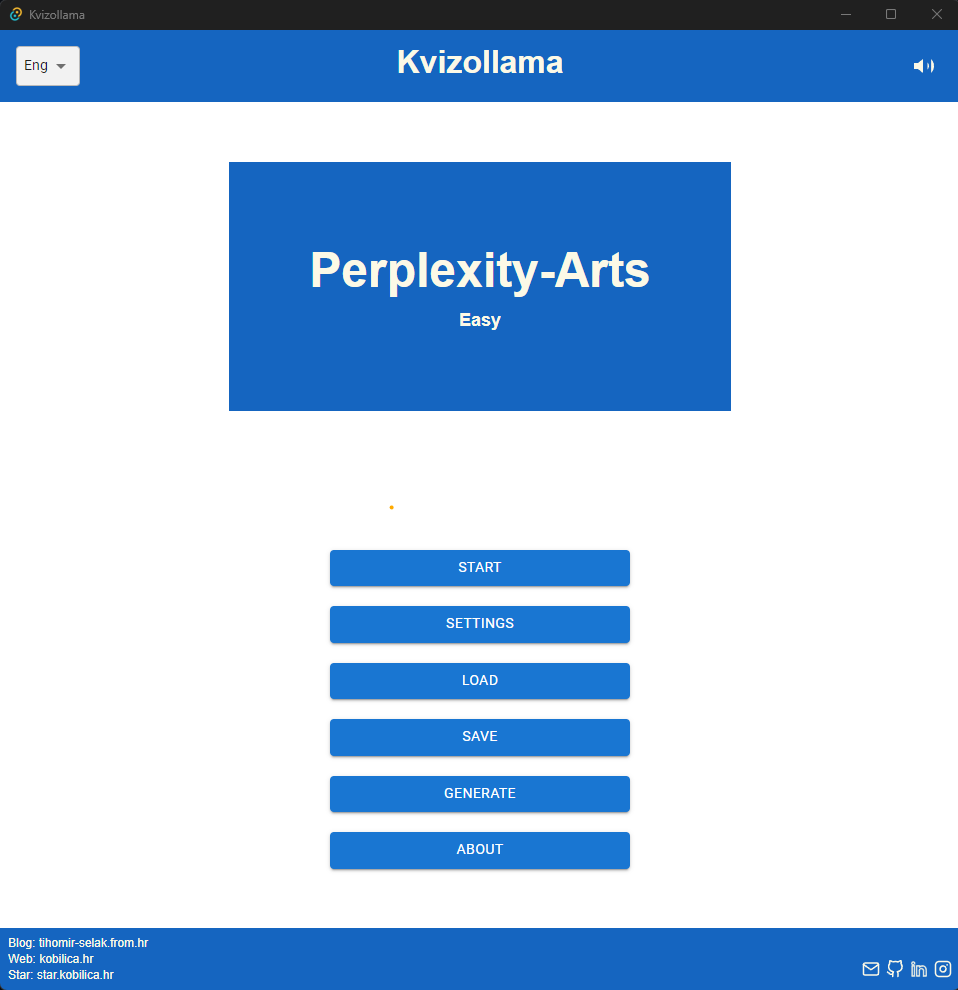 Kvizollama
Eng
Kvizollama
Perplexity-Arts
Easy
START
SETTINGS
LOAD
SAVE
GENERATE
ABOUT
Blog: tihomir-selak.from.hr
Web: kobilica.hr
Star: star.kobilica.hr